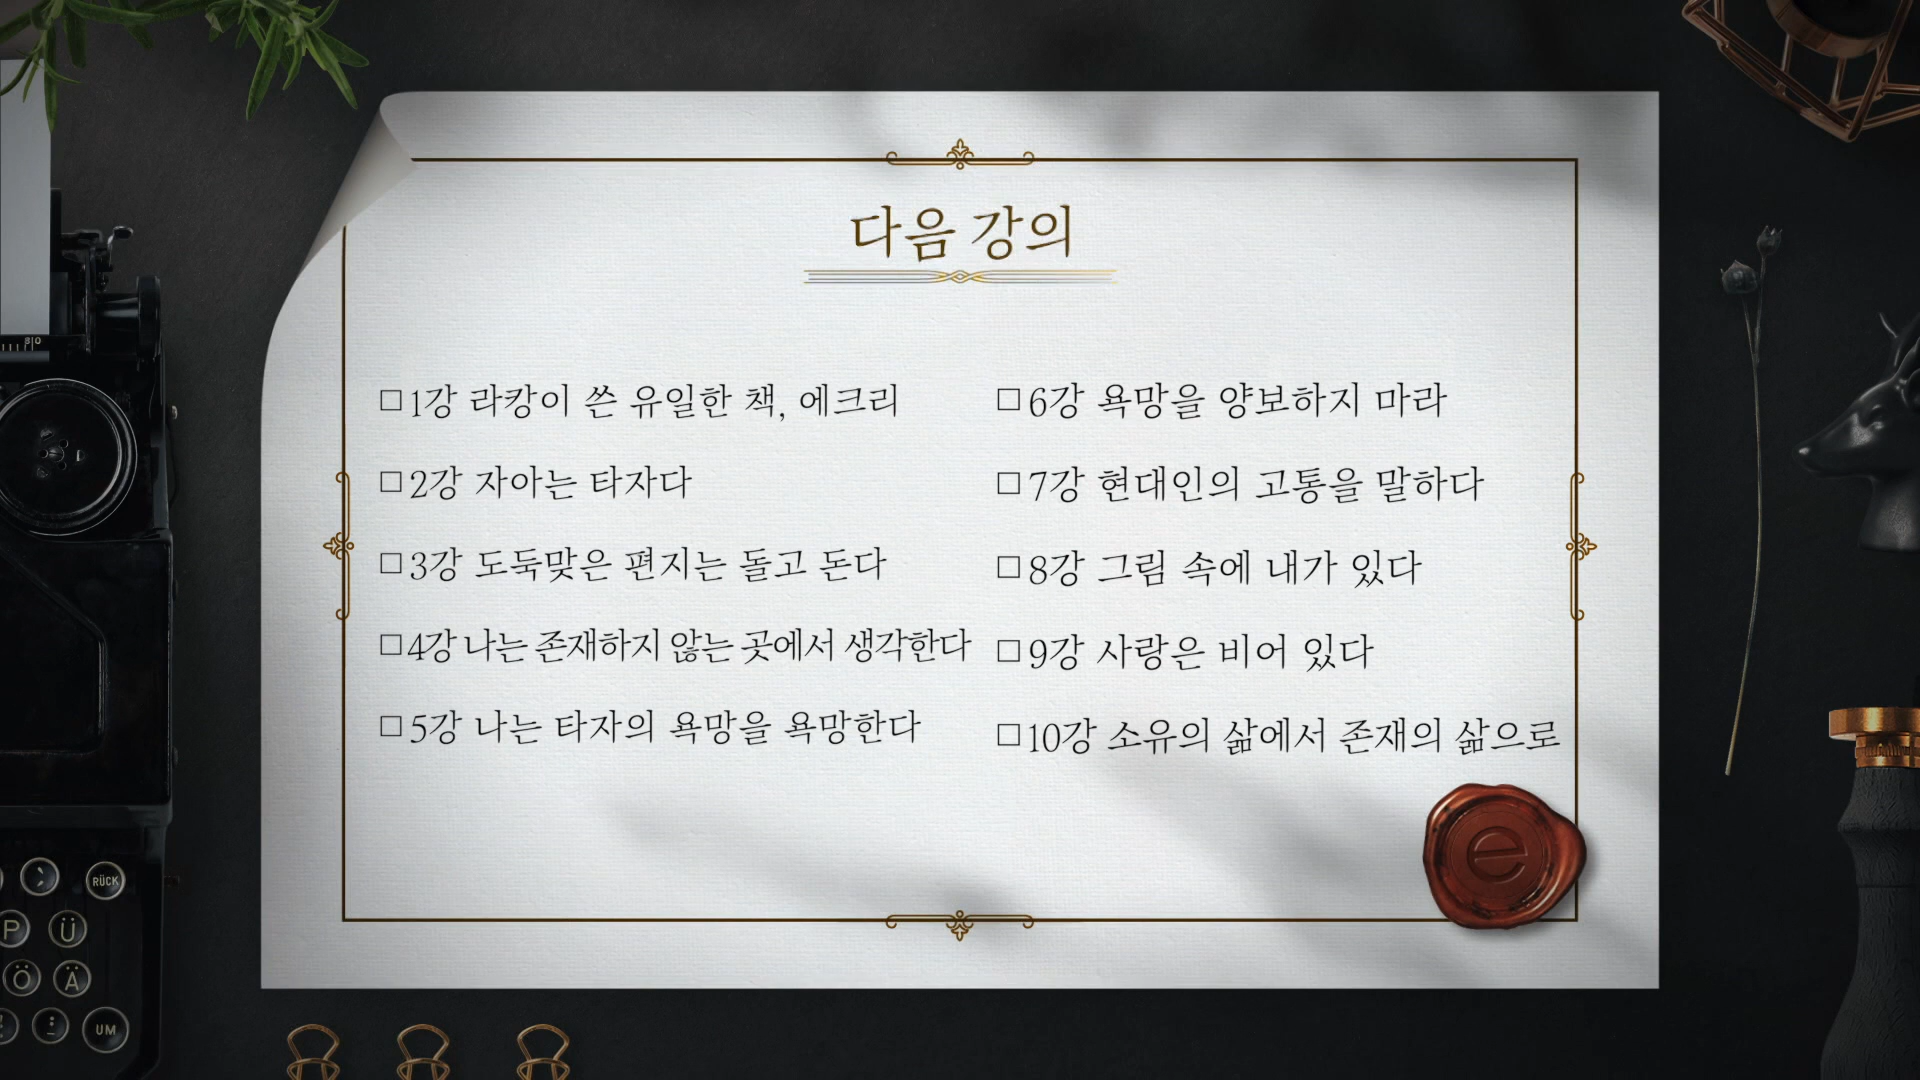 다음 강의
□1강 라캉이 쓴 유일한 책, 에크리
□2강 자아는 타자다
□3강 도둑맞은 편지는 돌고 돈다
□4강 나는 존재하지 않는 곳에서 생각한다
□5강 나는 타자의 욕망을 욕망한다
□6강 욕망을 양보하지 마라
□7강 현대인의 고통을 말하다
□8강 그림 속에 내가 있다
□9강 사랑은 비어 있다
□10강 소유의 삶에서 존재의 삶으로
e
80
RÜCK
P Ü
Ö Ä
UM